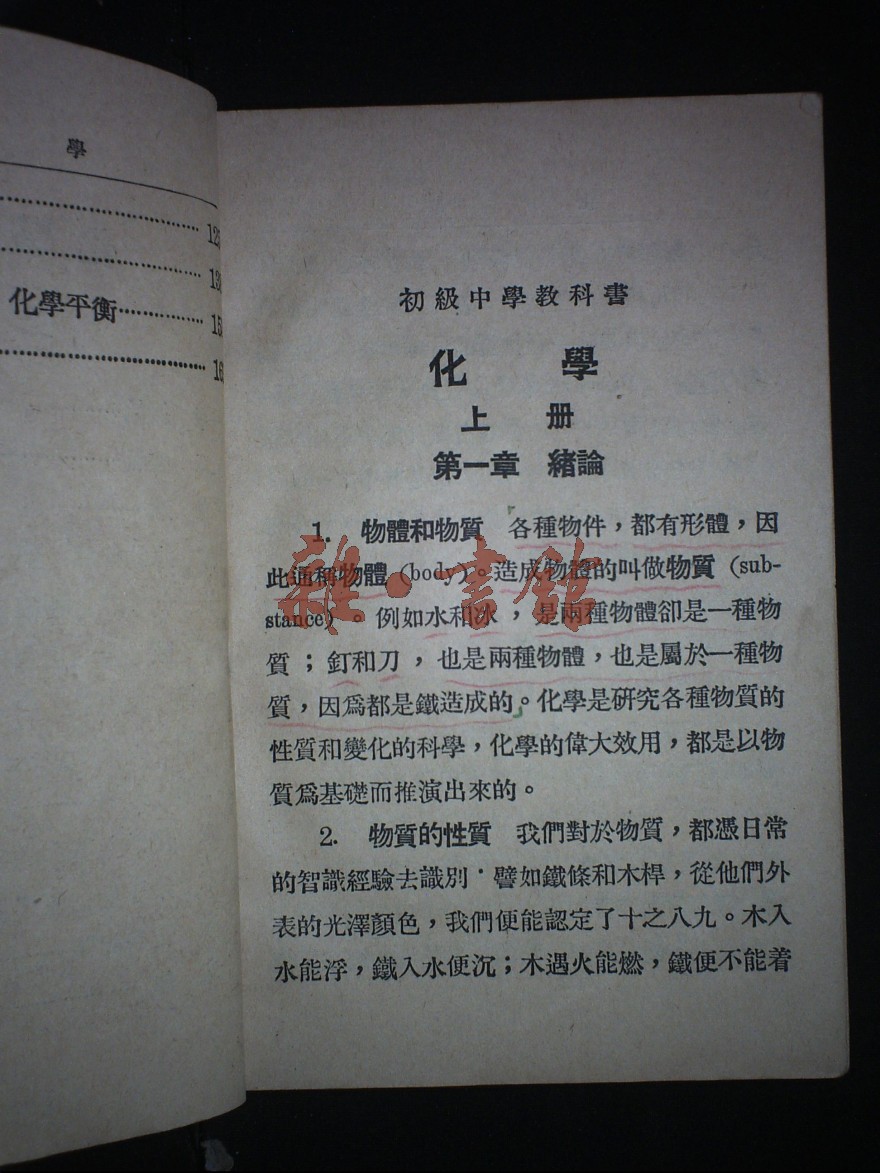 學
125
13
化學平衡 15
16
初級中學教科書
化 學
上 册
第一章 緒論
1. 物體和物質 各種物件，都有形體，因
此通稱物體 (body)。造成物體的叫做物質 (sub-
stance)。例如水和冰，是兩種物體卻是一種物
質；釘和刀，也是兩種物體，也是屬於一種物
質，因爲都是鐵造成的。化學是研究各種物質的
性質和變化的科學，化學的偉大效用，都是以物
質爲基礎而推演出來的。
2. 物質的性質 我們對於物質，都憑日常
的智識經驗去識別·譬如鐵條和木桿，從他們外
表的光澤顏色，我們便能認定了十之八九。木入
水能浮，鐵入水便沉；木遇火能燃，鐵便不能着
雜·書館